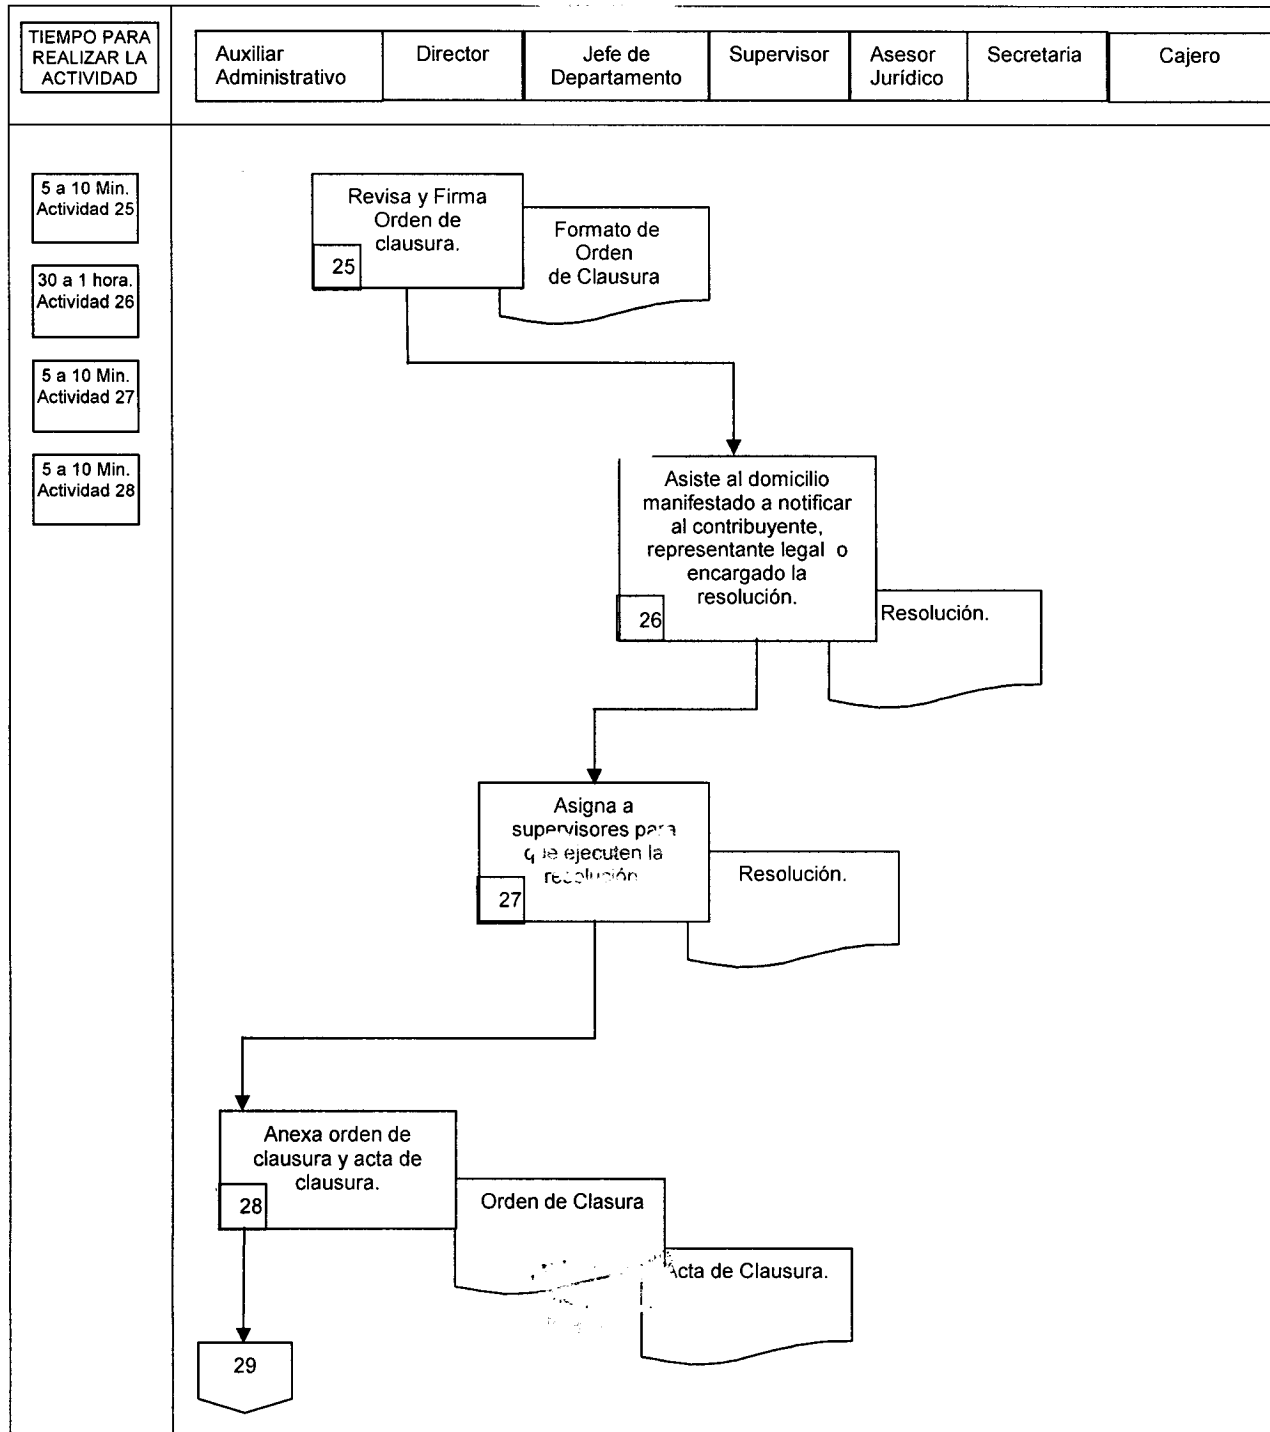 TIEMPO PARA
REALIZAR LA
ACTIVIDAD
Auxiliar
Administrativo
Director
Jefe de
Departamento
Supervisor
Asesor
Jurídico
Secretaria
Cajero
5 a 10 Min.
Actividad 25
30 a 1 hora.
Actividad 26
5 a 10 Min.
Actividad 27
5 a 10 Min.
Actividad 28
Revisa y Firma
Orden de
clausura.
25
Formato de
Orden
de Clausura
Asiste al domicilio
manifestado a notificar
al contribuyente,
representante legal o
encargado la
resolución.
26
Resolución.
Asigna a
supervisores para
que ejecuten la
resolución
27
Resolución.
Anexa orden de
clausura y acta de
clausura.
28
Orden de Clasura
Acta de Clausura.
29